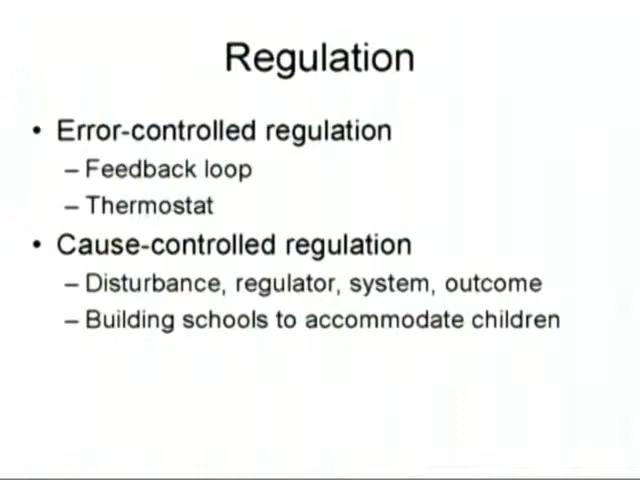 Regulation
• Error-controlled regulation
– Feedback loop
– Thermostat
• Cause-controlled regulation
– Disturbance, regulator, system, outcome
– Building schools to accommodate children